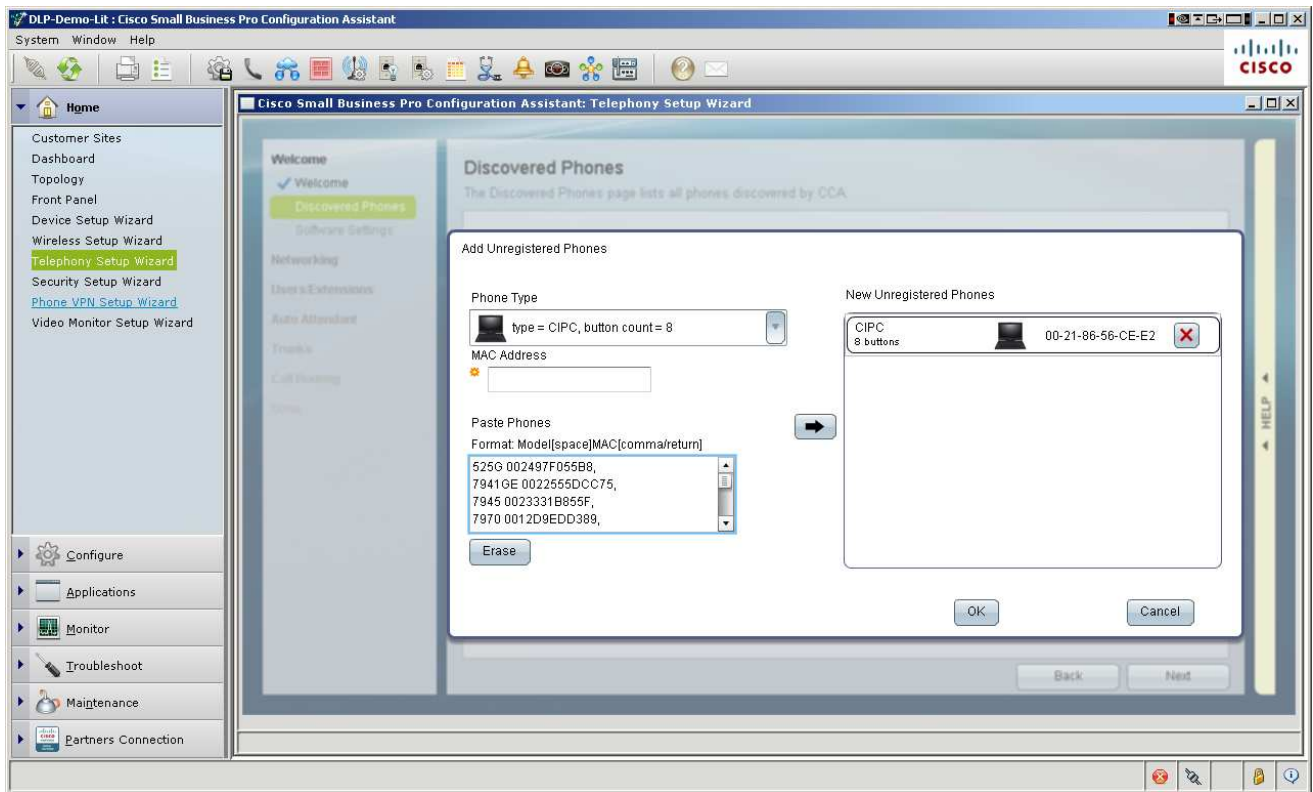 DLP-Demo-Lit : Cisco Small Business Pro Configuration Assistant
System Window Help
CISCO
Home
Customer Sites
Dashboard
Topology
Front Panel
Device Setup Wizard
Wireless Setup Wizard
Telephony Setup Wizard
Security Setup Wizard
Phone VPN Setup Wizard
Video Monitor Setup Wizard
Configure
Applications
Monitor
Troubleshoot
Maintenance
Partners Connection
Cisco Small Business Pro Configuration Assistant: Telephony Setup Wizard
Welcome
Welcome
Discovered Phones
Software Settings
Networking
Users/Extensions
Auto Attendant
Trunks
Call Routing
Discovered Phones
The Discovered Phones page lists all phones discovered by CCA.
Add Unregistered Phones
Phone Type
type = CIPC, button count = 8
MAC Address
Paste Phones
Format: Model[space]MAC[comma/return]
525G 002497F055B8,
7941GE 0022555DCC75,
7945 0023331B855F,
7970 0012D9EDD389,
Erase
New Unregistered Phones
CIPC
8 buttons
00-21-86-56-CE-E2
OK
Cancel
HELP
Back
Next